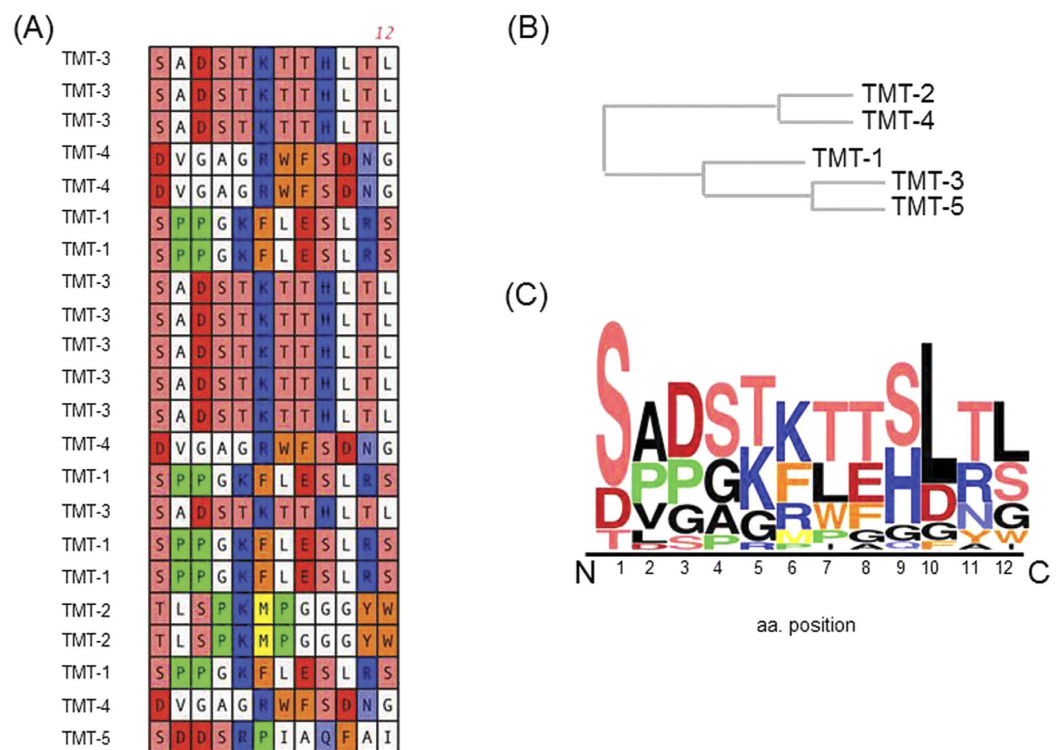 (A)
12
TMT-3 S A D S T K T T H L T L
TMT-3 S A D S T K T T H L T L
TMT-3 S A D S T K T T H L T L
TMT-4 D V G A G R W F S D N G
TMT-4 D V G A G R W F S D N G
TMT-1 S P P G K F L E S L R S
TMT-1 S P P G K F L E S L R S
TMT-3 S A D S T K T T H L T L
TMT-3 S A D S T K T T H L T L
TMT-3 S A D S T K T T H L T L
TMT-3 S A D S T K T T H L T L
TMT-3 S A D S T K T T H L T L
TMT-4 D V G A G R W F S D N G
TMT-1 S P P G K F L E S L R S
TMT-3 S A D S T K T T H L T L
TMT-1 S P P G K F L E S L R S
TMT-1 S P P G K F L E S L R S
TMT-2 T L S P K M P G G G Y W
TMT-2 T L S P K M P G G G Y W
TMT-1 S P P G K F L E S L R S
TMT-4 D V G A G R W F S D N G
TMT-5 S D D S R P I A Q F A I
(B)
TMT-2
TMT-4
TMT-1
TMT-3
TMT-5
(C)
S A D S T K T T S L T L
D P P G K F L E H D R S
T V G A G R W F G G N G
L S P R M P G Q F Y W
D P I A A I
N 1 2 3 4 5 6 7 8 9 10 11 12 C
aa. position